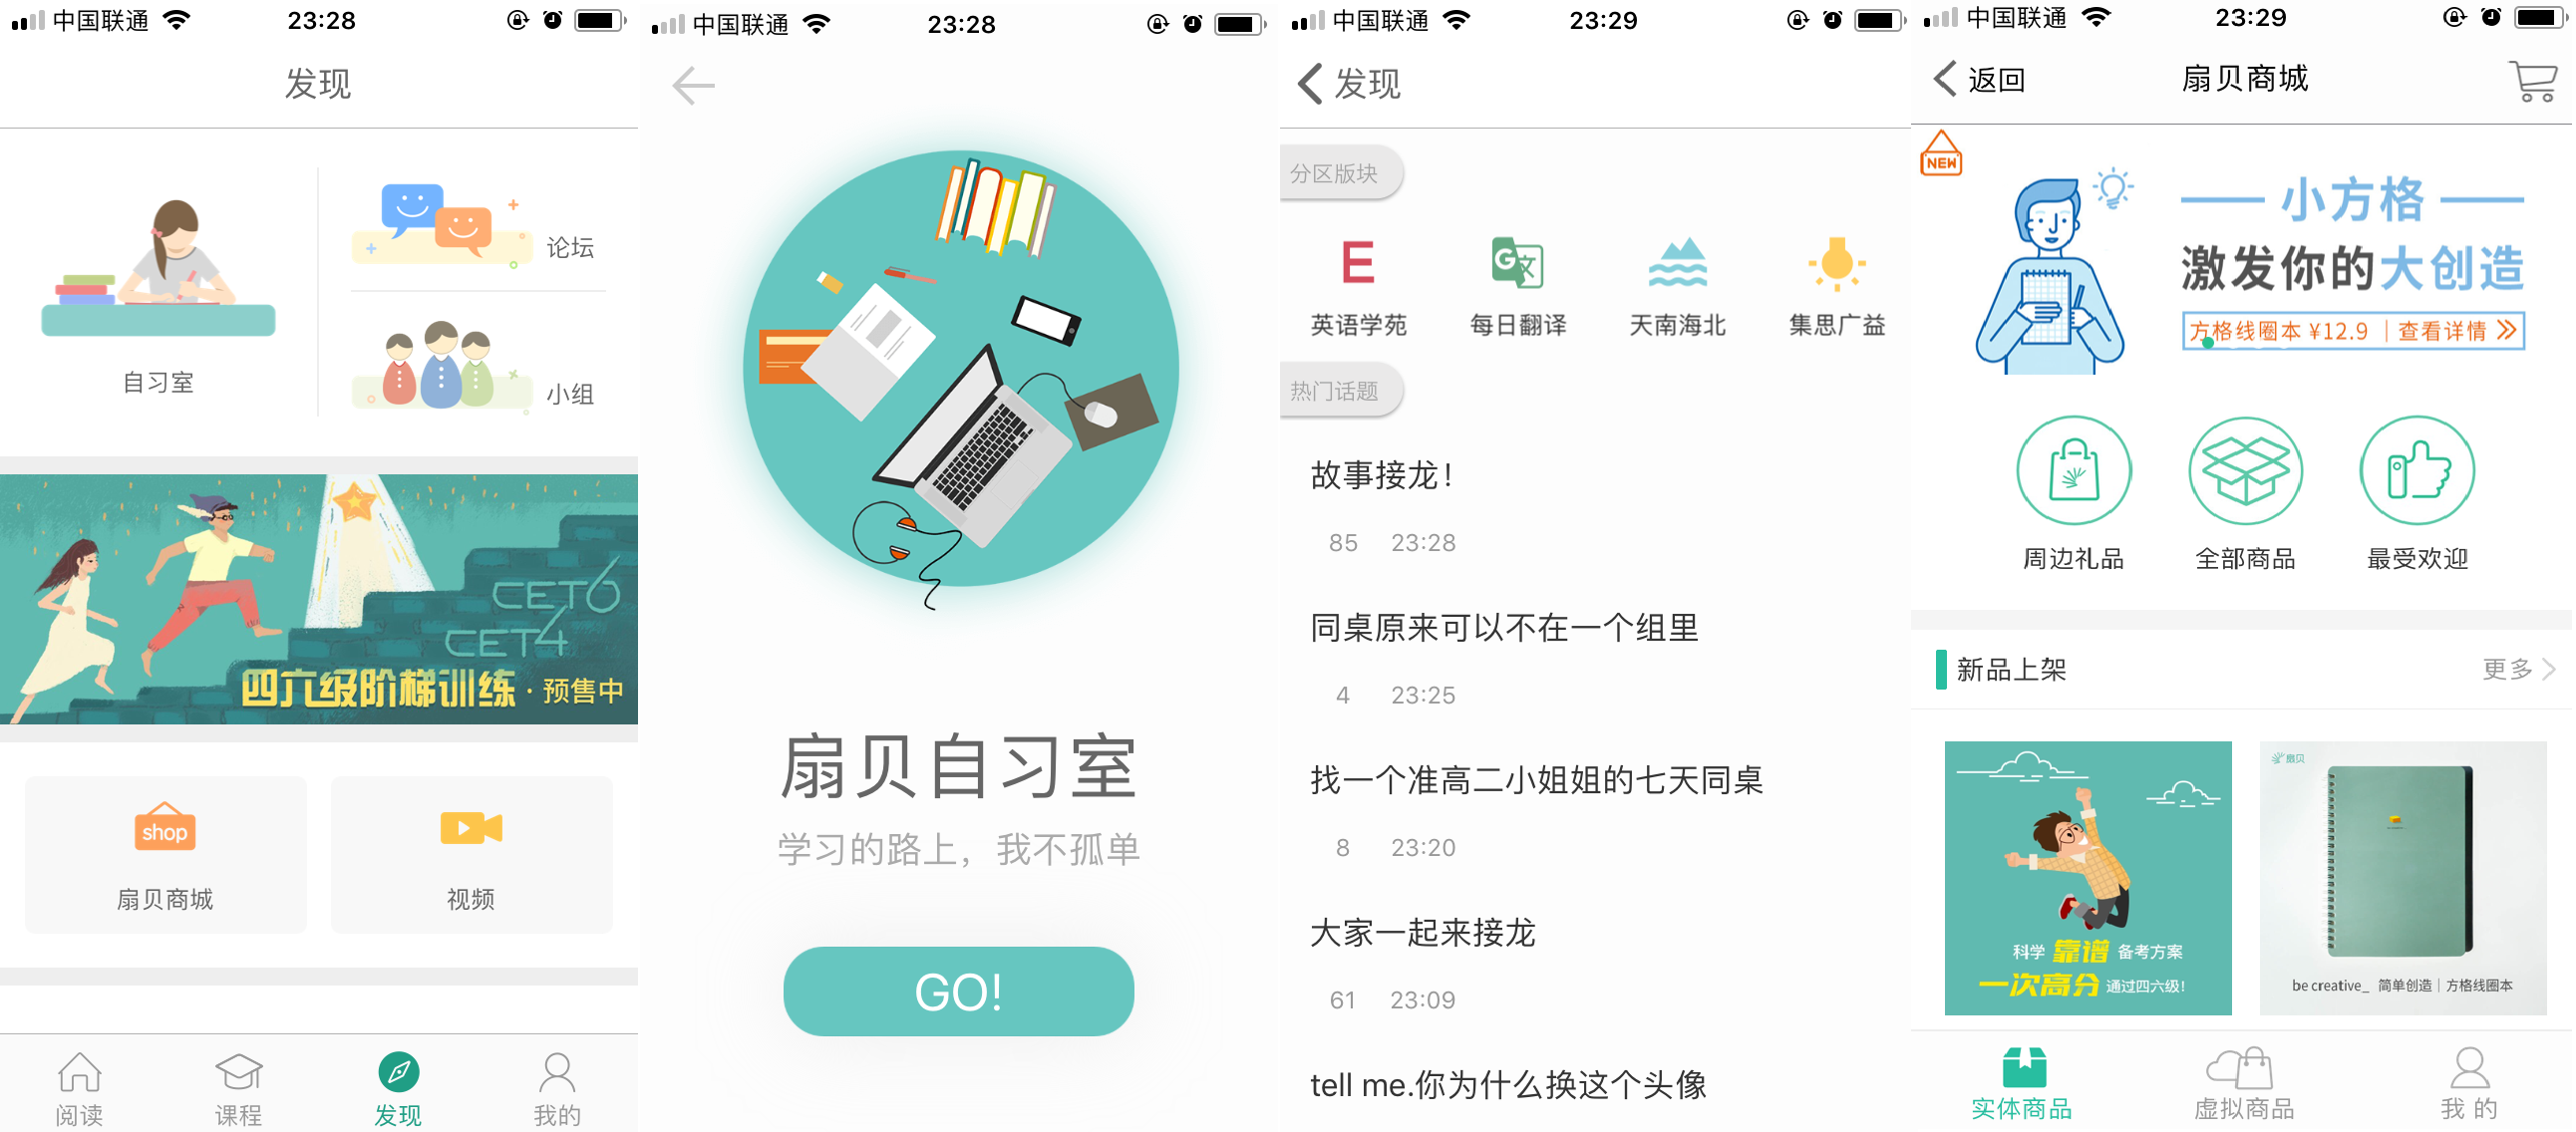 中国联通
23:28
发现
自习室
论坛
小组
CET6
CET4
四六级阶梯训练·预售中
shop
扇贝商城
视频
阅读
课程
发现
我的
中国联通
23:28
扇贝自习室
学习的路上，我不孤单
GO!
中国联通
23:29
发现
分区版块
E
G文
英语学苑
每日翻译
天南海北
集思广益
热门话题
故事接龙！
85 23:28
同桌原来可以不在一个组里
4 23:25
找一个准高二小姐姐的七天同桌
8 23:20
大家一起来接龙
61 23:09
tell me.你为什么换这个头像
中国联通
23:29
返回
扇贝商城
NEW
小方格
激发你的大创造
方格线圈本 ¥12.9 | 查看详情
周边礼品
全部商品
最受欢迎
新品上架
更多
科学 靠谱 备考方案
一次高分 通过四六级！
扇贝
be creative_ 简单创造 | 方格线圈本
实体商品
虚拟商品
我 的